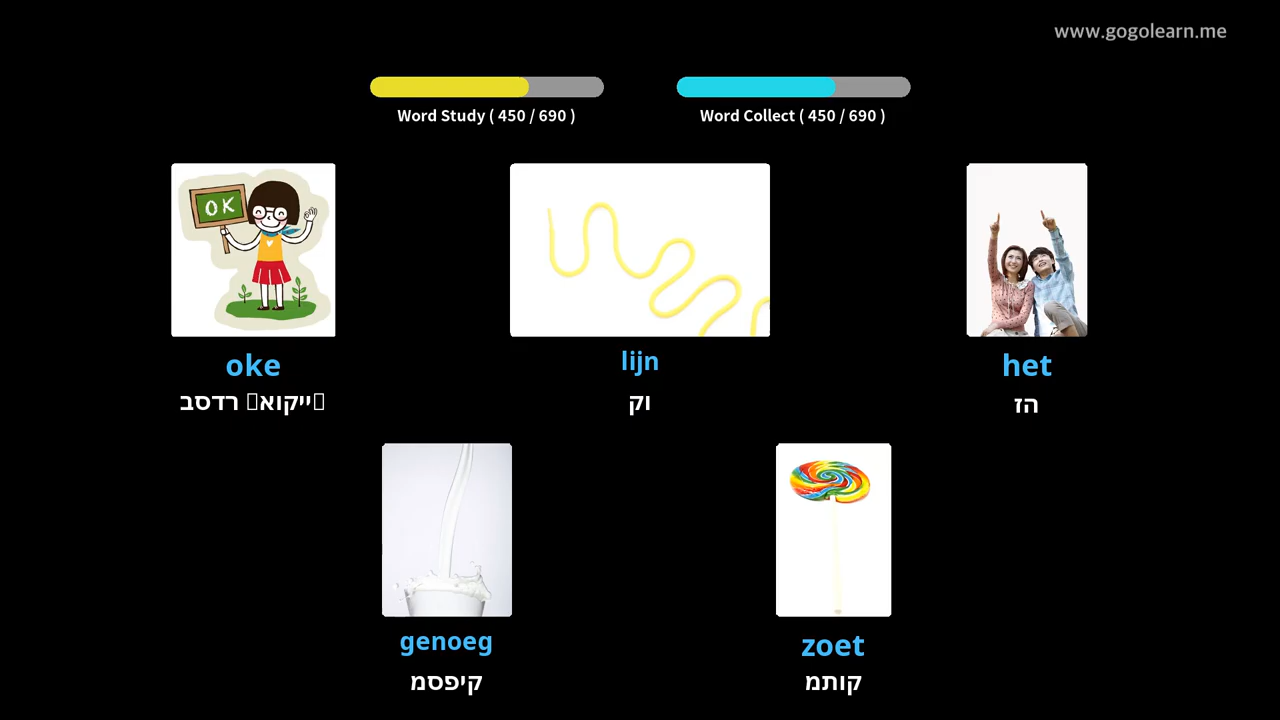 www.gogolearn.me
Word Study ( 450 / 690 )
Word Collect ( 450 / 690 )
oke
ייקוא רדסב
lijn
וק
het
הז
genoeg
קיפסמ
zoet
קותמ
OK